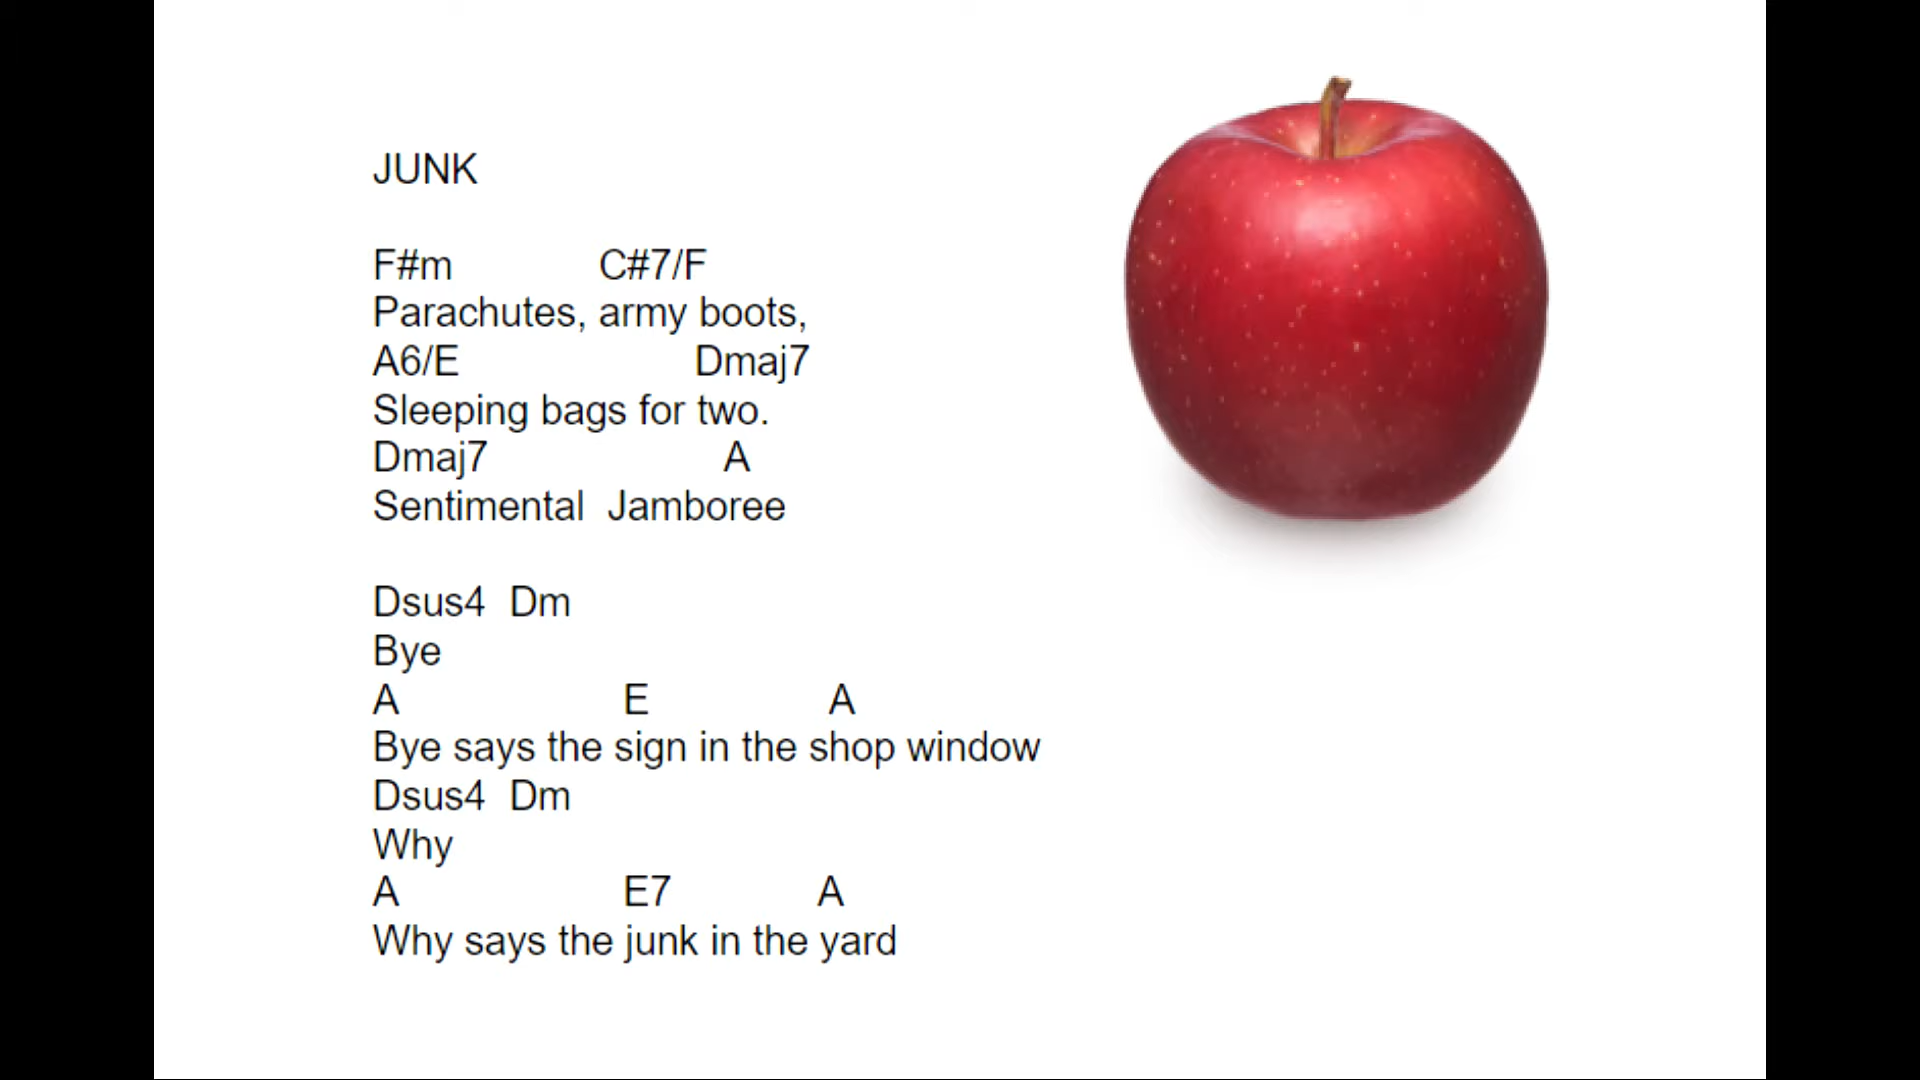 JUNK
F#m C#7/F
Parachutes, army boots,
A6/E Dmaj7
Sleeping bags for two.
Dmaj7 A
Sentimental Jamboree
Dsus4 Dm
Bye
A E A
Bye says the sign in the shop window
Dsus4 Dm
Why
A E7 A
Why says the junk in the yard